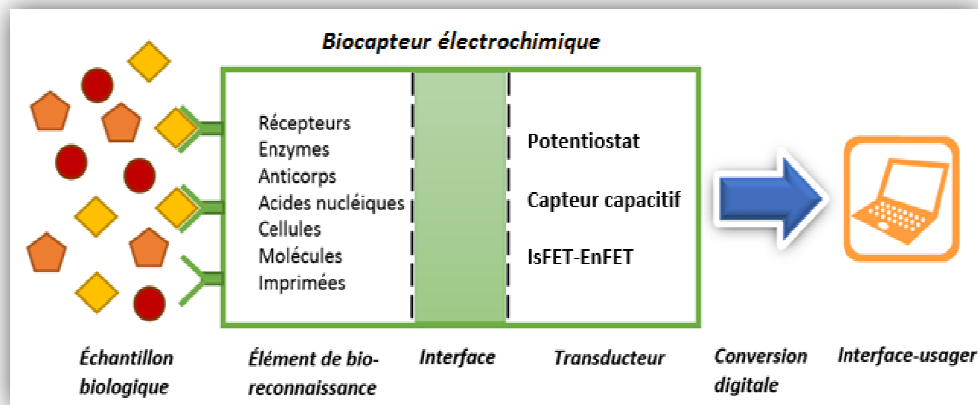 Biocapteur électrochimique
Récepteurs
Enzymes
Anticorps
Acides nucléiques
Cellules
Molécules
Imprimées
Potentiostat
Capteur capacitif
IsFET-EnFET
Échantillon
biologique
Élément de bio-
reconnaissance
Interface
Transducteur
Conversion
digitale
Interface-usager